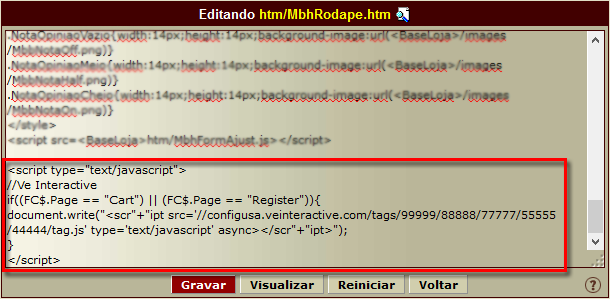 Editando htm/MbhRodape.htm
.NotaOpiniaoVazio{width:14px;height:14px;background-image:url(<BaseLoja>/images
/MbbNotaOff.png)}
.NotaOpiniaoMeio{width:14px;height:14px;background-image:url(<BaseLoja>/images
/MbbNotaHalf.png)}
.NotaOpiniaoCheio{width:14px;height:14px;background-image:url(<BaseLoja>/images
/MbbNotaOn.png)}
</style>
<script src=<BaseLoja>htm/MbhFormAjust.js></script>
<script type="text/javascript">
//Ve Interactive
if((FC$.Page == "Cart") || (FC$.Page == "Register")){
document.write("<scr"+"ipt src='//configusa.veinteractive.com/tags/99999/88888/77777/55555
/44444/tag.js' type='text/javascript' async></scr"+"ipt>");
}
</script>
Gravar Visualizar Reiniciar Voltar